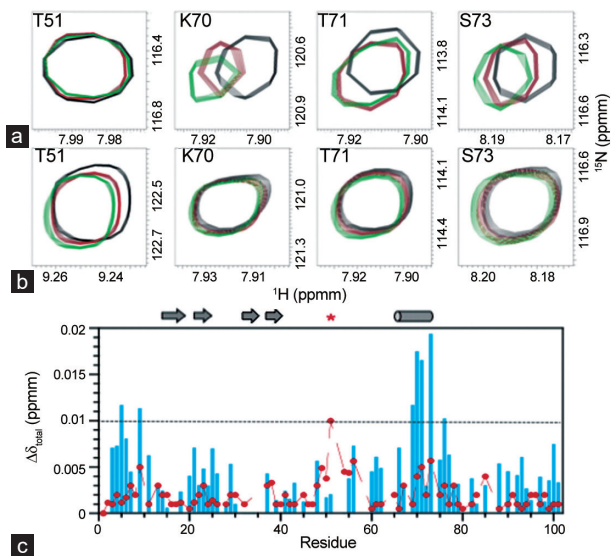 T51 K70 T71 S73
116.4 116.8 120.6 120.9 113.8 114.1 116.3 116.6
7.99 7.98 7.92 7.90 7.92 7.90 8.19 8.17
a
15N (ppmm)
T51 K70 T71 S73
122.5 122.7 121.0 121.3 114.1 114.4 116.6 116.9
9.26 9.24 7.93 7.91 7.92 7.90 8.20 8.18
b
1H (ppmm)
*
0.02
0.015
0.01
0.005
0
Δδtotal (ppmm)
0 20 40 60 80 100
c
Residue